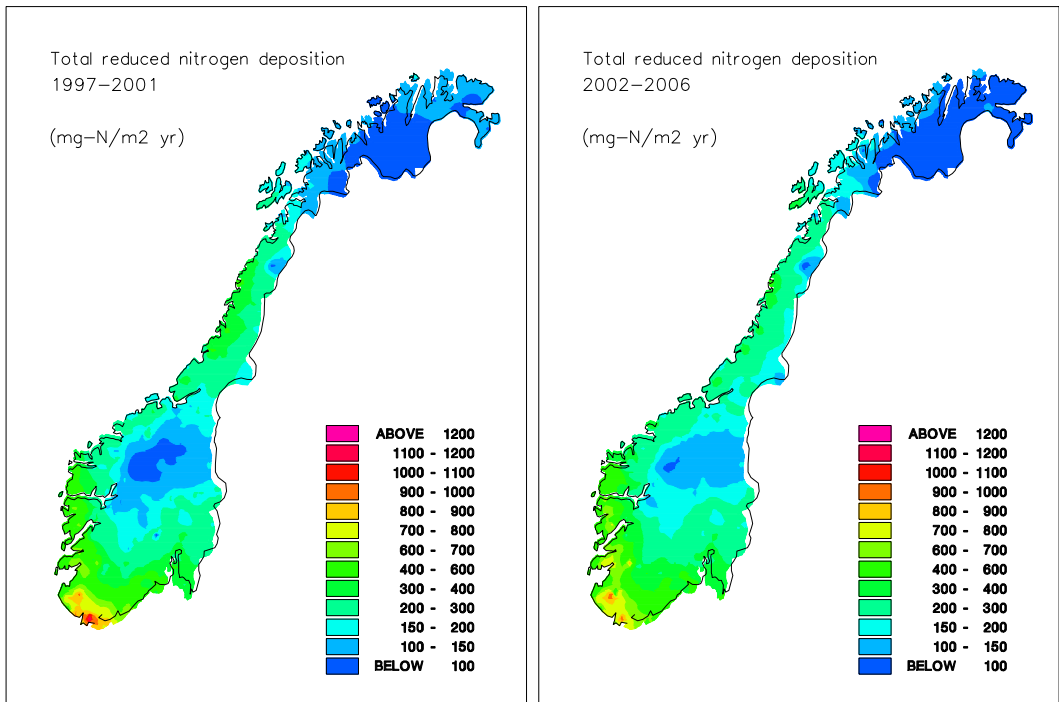 Total reduced nitrogen deposition
1997-2001
(mg-N/m2 yr)
ABOVE 1200
1100 - 1200
1000 - 1100
900 - 1000
800 - 900
700 - 800
600 - 700
400 - 600
300 - 400
200 - 300
150 - 200
100 - 150
BELOW 100
Total reduced nitrogen deposition
2002-2006
(mg-N/m2 yr)
ABOVE 1200
1100 - 1200
1000 - 1100
900 - 1000
800 - 900
700 - 800
600 - 700
400 - 600
300 - 400
200 - 300
150 - 200
100 - 150
BELOW 100